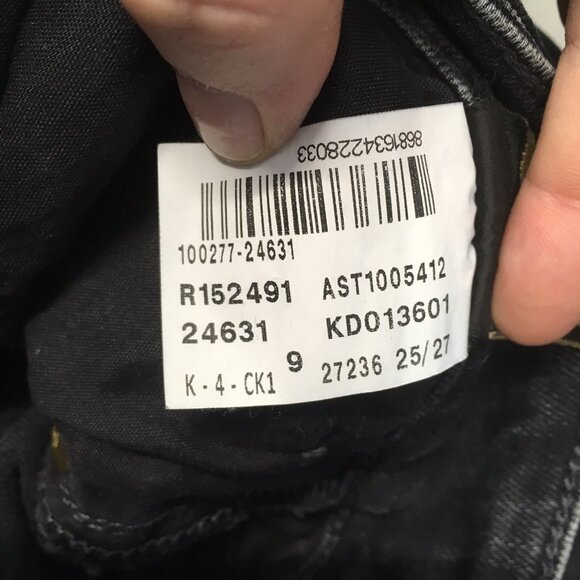 8681634228033
100277-24631
R152491 AST1005412
24631 KD013601
9 27236 25/27
K-4-CK1